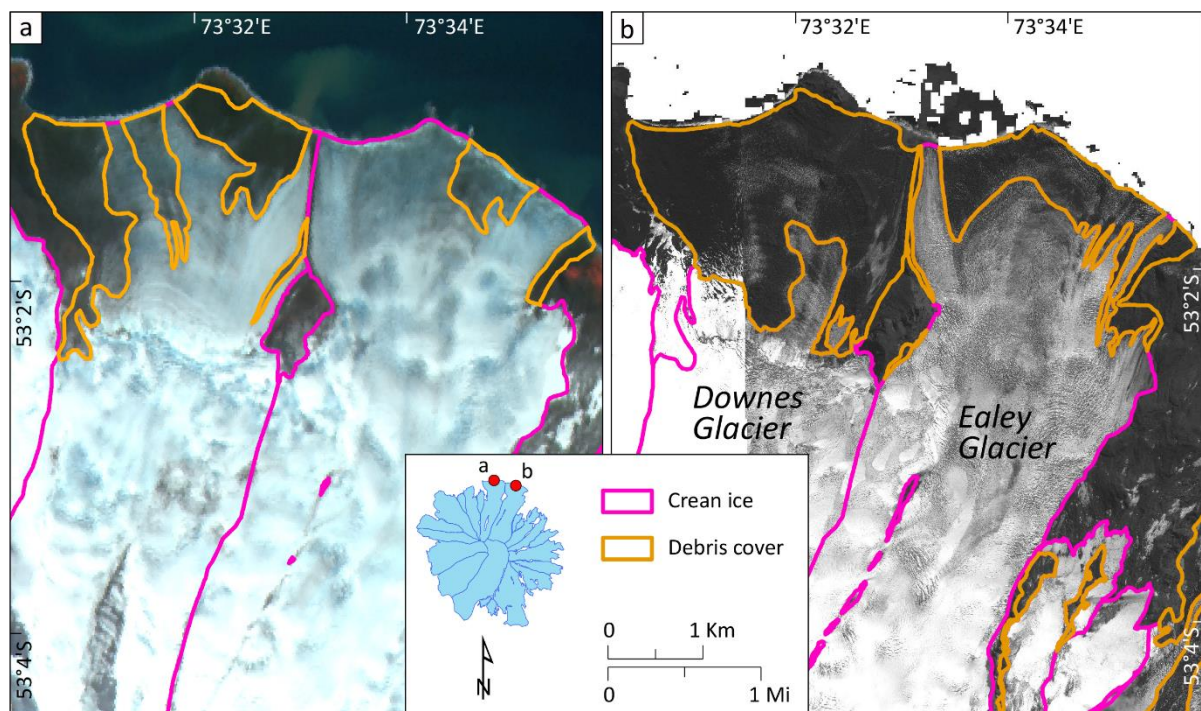 a
73°32'E
73°34'E
b
73°32'E
73°34'E
53°2'S
53°2'S
Downes
Glacier
Ealey
Glacier
a
b
Crean ice
Debris cover
N
0
1 Km
0
1 Mi
53°4'S
53°4'S